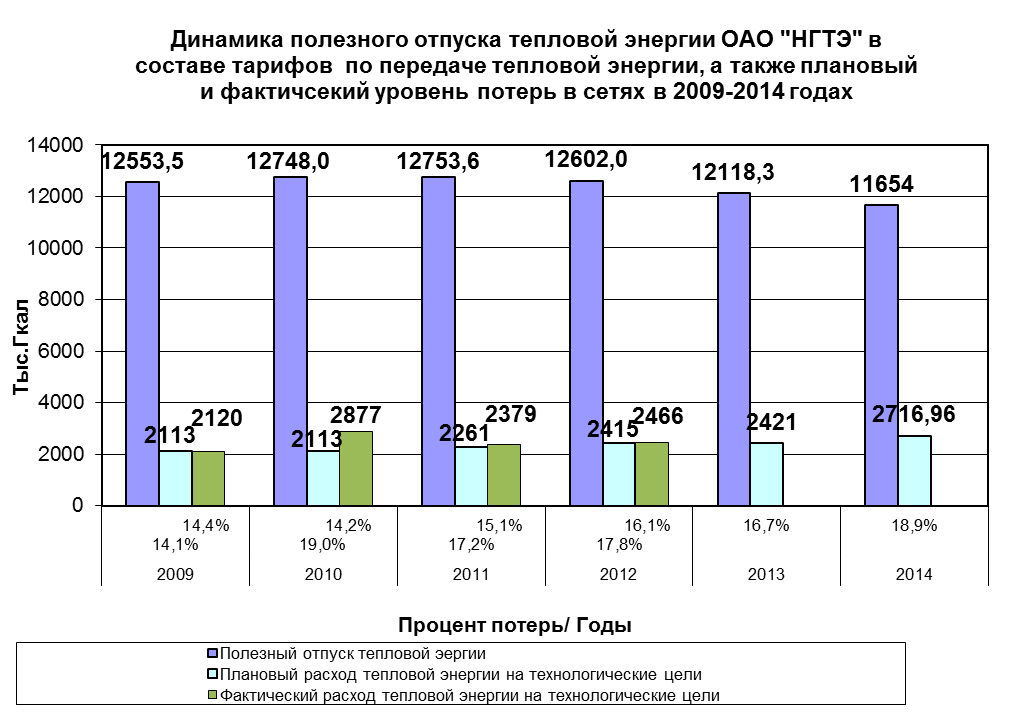 Динамика полезного отпуска тепловой энергии ОАО "НГТЭ" в
составе тарифов по передаче тепловой энергии, а также плановый
и фактичсекий уровень потерь в сетях в 2009-2014 годах
Тыс.Гкал
14000
12000
10000
8000
6000
4000
2000
0
12553,5
12748,0
12753,6
12602,0
12118,3
11654
2113
2120
2113
2877
2261
2379
2415
2466
2421
2716,96
14,4% 14,2% 15,1% 16,1% 16,7% 18,9%
14,1% 19,0% 17,2% 17,8%
2009 2010 2011 2012 2013 2014
Процент потерь/ Годы
Полезный отпуск тепловой эергии
Плановый расход тепловой энергии на технологические цели
Фактический расход тепловой энергии на технологические цели